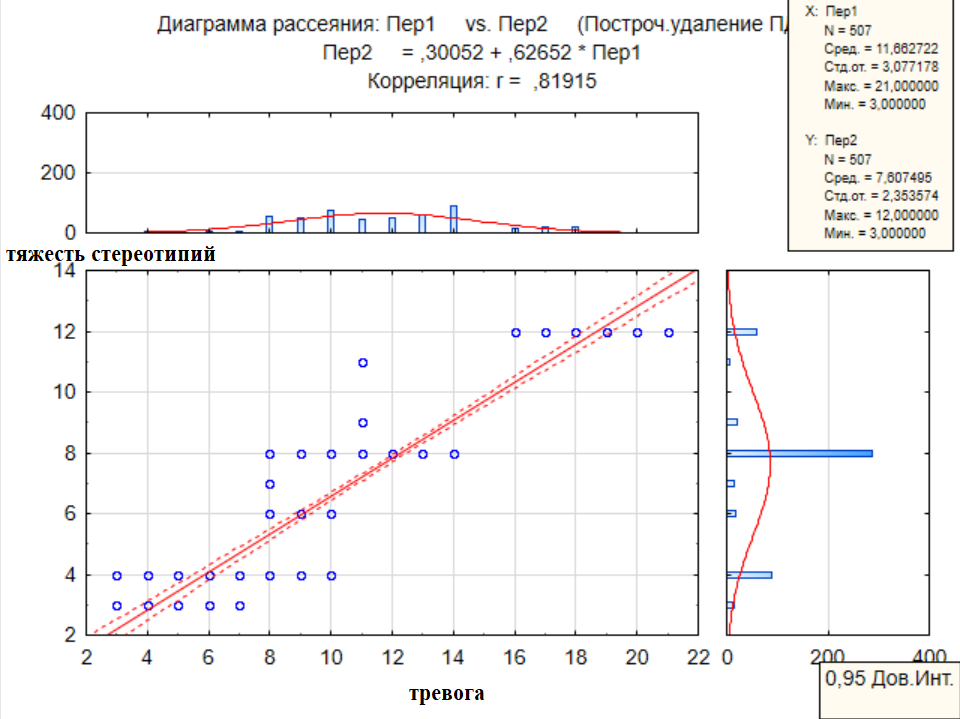 Диаграмма рассеяния: Пер1 vs. Пер2 (Построч.удаление ПД
Пер2 = ,30052 + ,62652 * Пер1
Корреляция: r = ,81915
X: Пер1
N = 507
Сред. = 11,662722
Стд.от. = 3,077178
Макс. = 21,000000
Мин. = 3,000000
Y: Пер2
N = 507
Сред. = 7,607495
Стд.от. = 2,353574
Макс. = 12,000000
Мин. = 3,000000
400
200
0
тяжесть стереотипий
14
12
10
8
6
4
2
2 4 6 8 10 12 14 16 18 20 22
0 200 400
тревога
0,95 Дов.Инт.